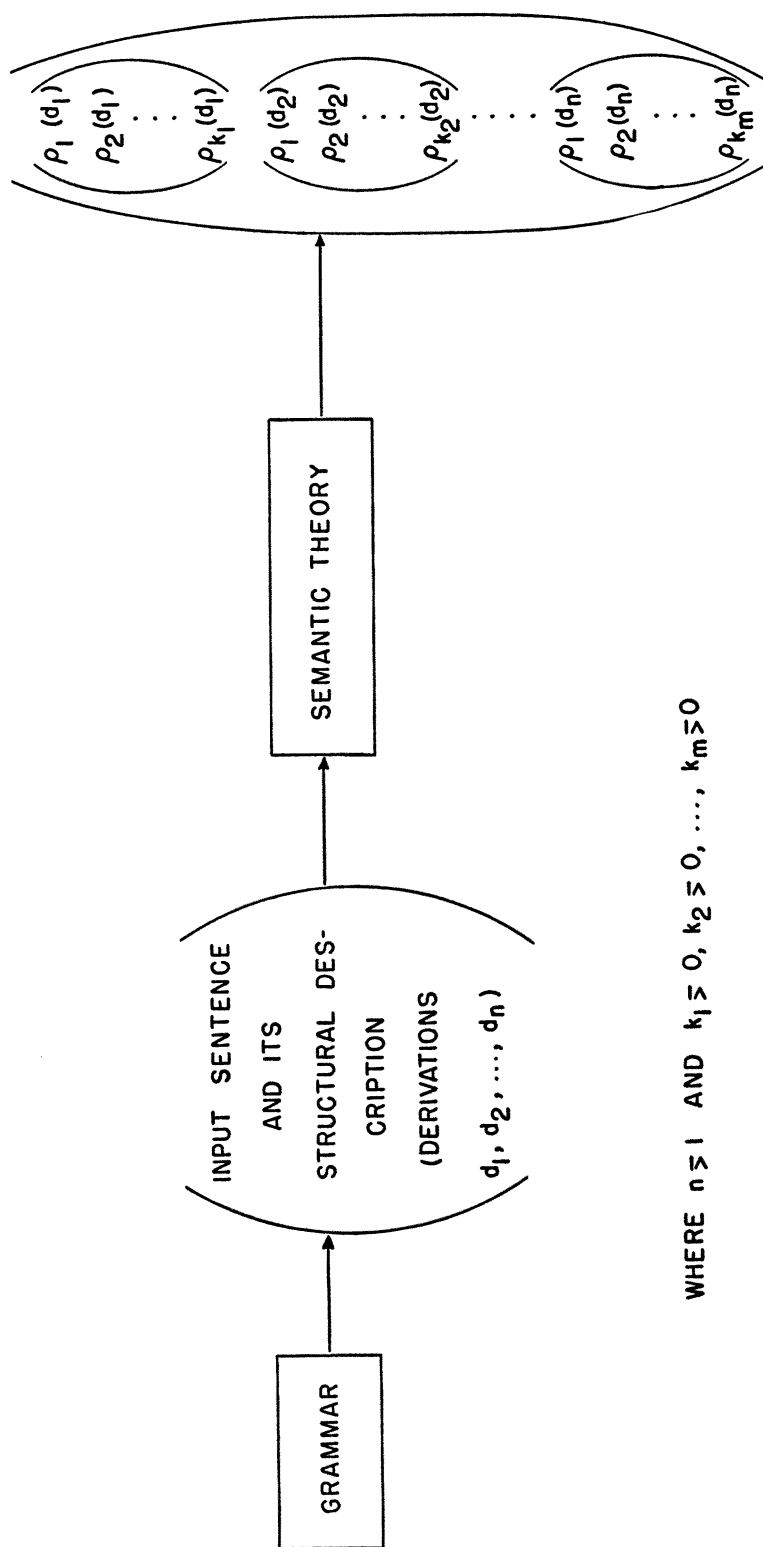 GRAMMAR
INPUT SENTENCE
AND ITS
STRUCTURAL DES-
CRIPTION
(DERIVATIONS
d₁, d₂, ..., dₙ)
SEMANTIC THEORY
ρ₁ (d₁)
ρ₂ (d₁)
. . .
ρₖ₁ (d₁)
ρ₁ (d₂)
ρ₂ (d₂)
. . .
ρₖ₂ (d₂)
. . . . .
ρ₁ (dₙ)
ρ₂ (dₙ)
. . .
ρₖₘ (dₙ)
WHERE n ⩾ 1 AND k₁ ⩾ 0, k₂ ⩾ 0, ...., kₘ ⩾ 0